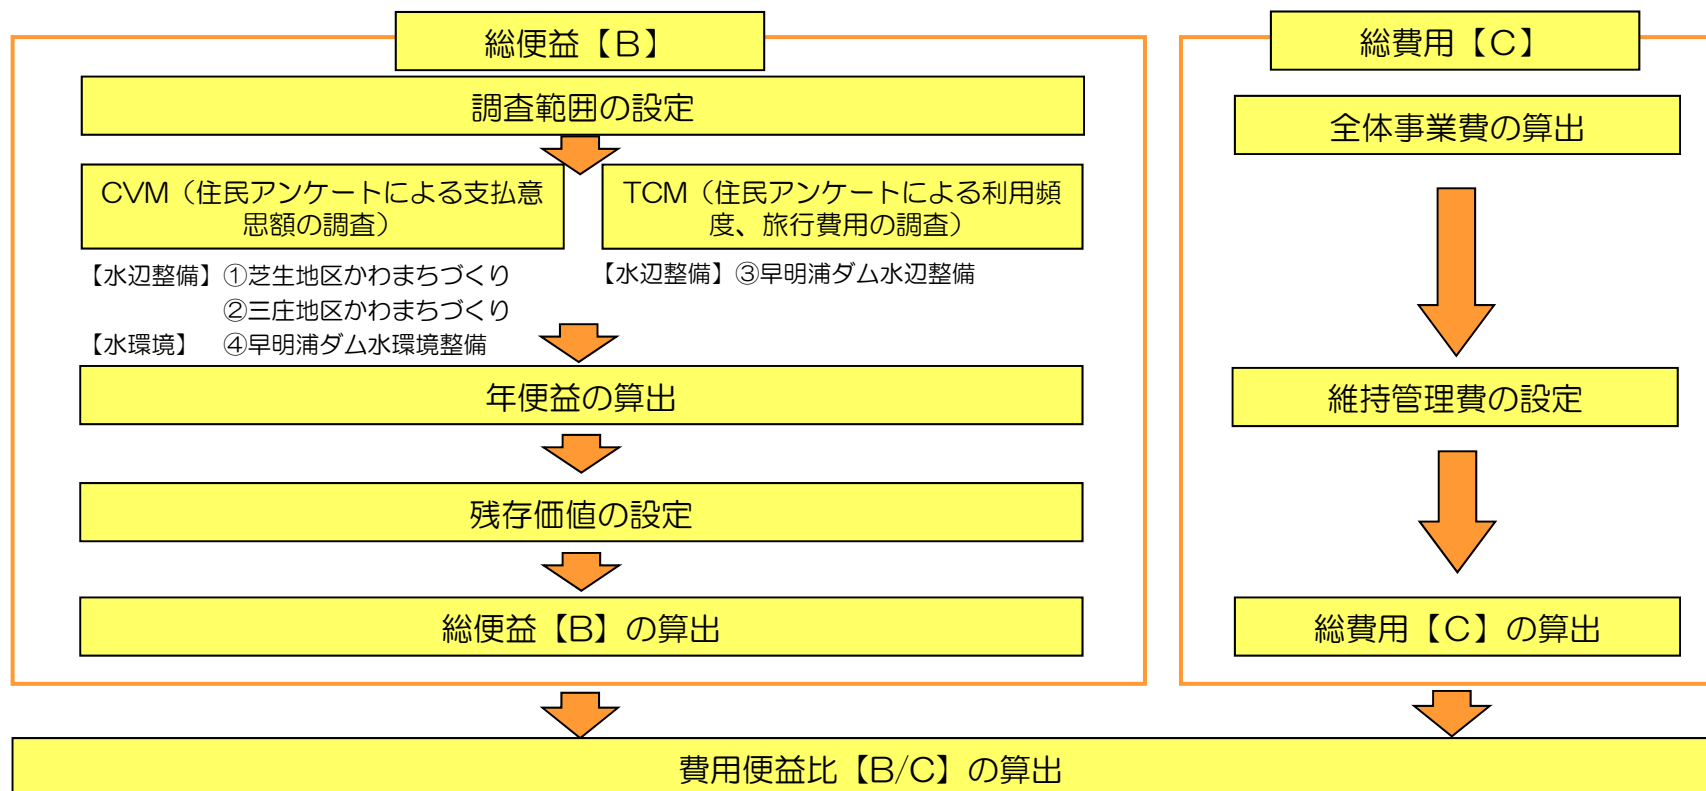 総便益【B】
調査範囲の設定
CVM（住民アンケートによる支払意
思額の調査）
TCM（住民アンケートによる利用頻
度、旅行費用の調査）
【水辺整備】①芝生地区かわまちづくり
②三庄地区かわまちづくり
【水環境】　④早明浦ダム水環境整備
【水辺整備】③早明浦ダム水辺整備
年便益の算出
残存価値の設定
総便益【B】の算出
総費用【C】
全体事業費の算出
維持管理費の設定
総費用【C】の算出
費用便益比【B/C】の算出